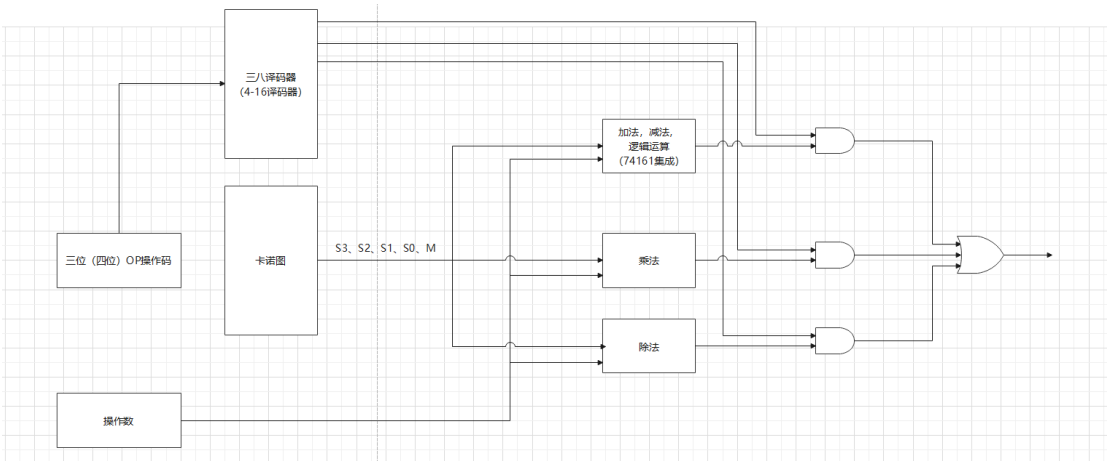 三八译码器
（4-16译码器）
加法，减法，
逻辑运算
（74161集成）
三位（四位）OP操作码
卡诺图
S3、S2、S1、S0、M
乘法
除法
操作数